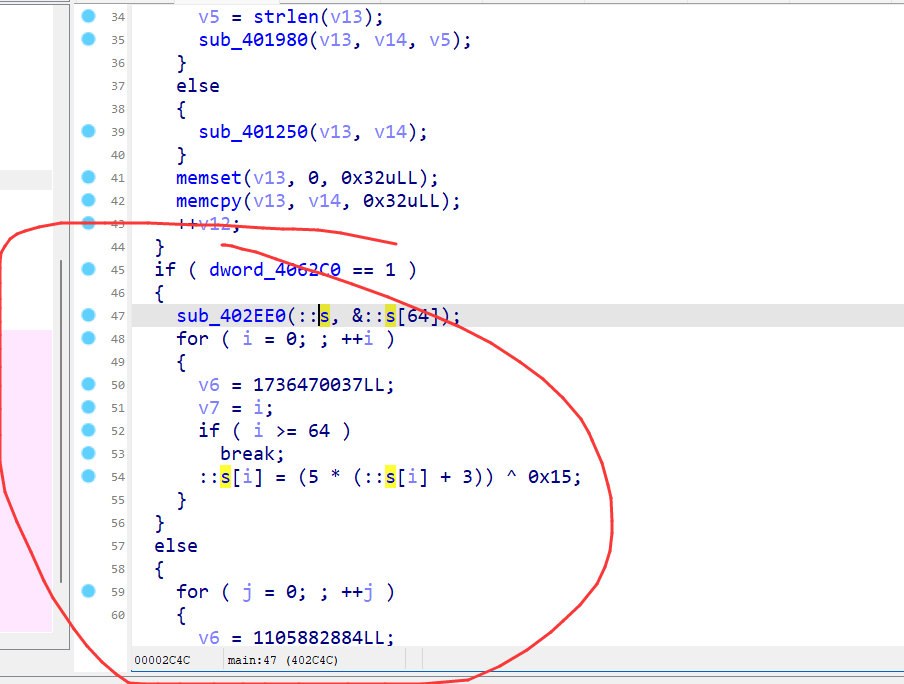 34 v5 = strlen(v13);
35 sub_401980(v13, v14, v5);
36 }
37 else
38 {
39 sub_401250(v13, v14);
40 }
41 memset(v13, 0, 0x32uLL);
42 memcpy(v13, v14, 0x32uLL);
43 ++v12;
44 }
45 if ( dword_4062C0 == 1 )
46 {
47 sub_402EE0(::s, &::s[64]);
48 for ( i = 0; ; ++i )
49 {
50 v6 = 1736470037LL;
51 v7 = i;
52 if ( i >= 64 )
53 break;
54 ::s[i] = (5 * (::s[i] + 3)) ^ 0x15;
55 }
56 }
57 else
58 {
59 for ( j = 0; ; ++j )
60 {
v6 = 1105882884LL;
00002C4C main:47 (402C4C)